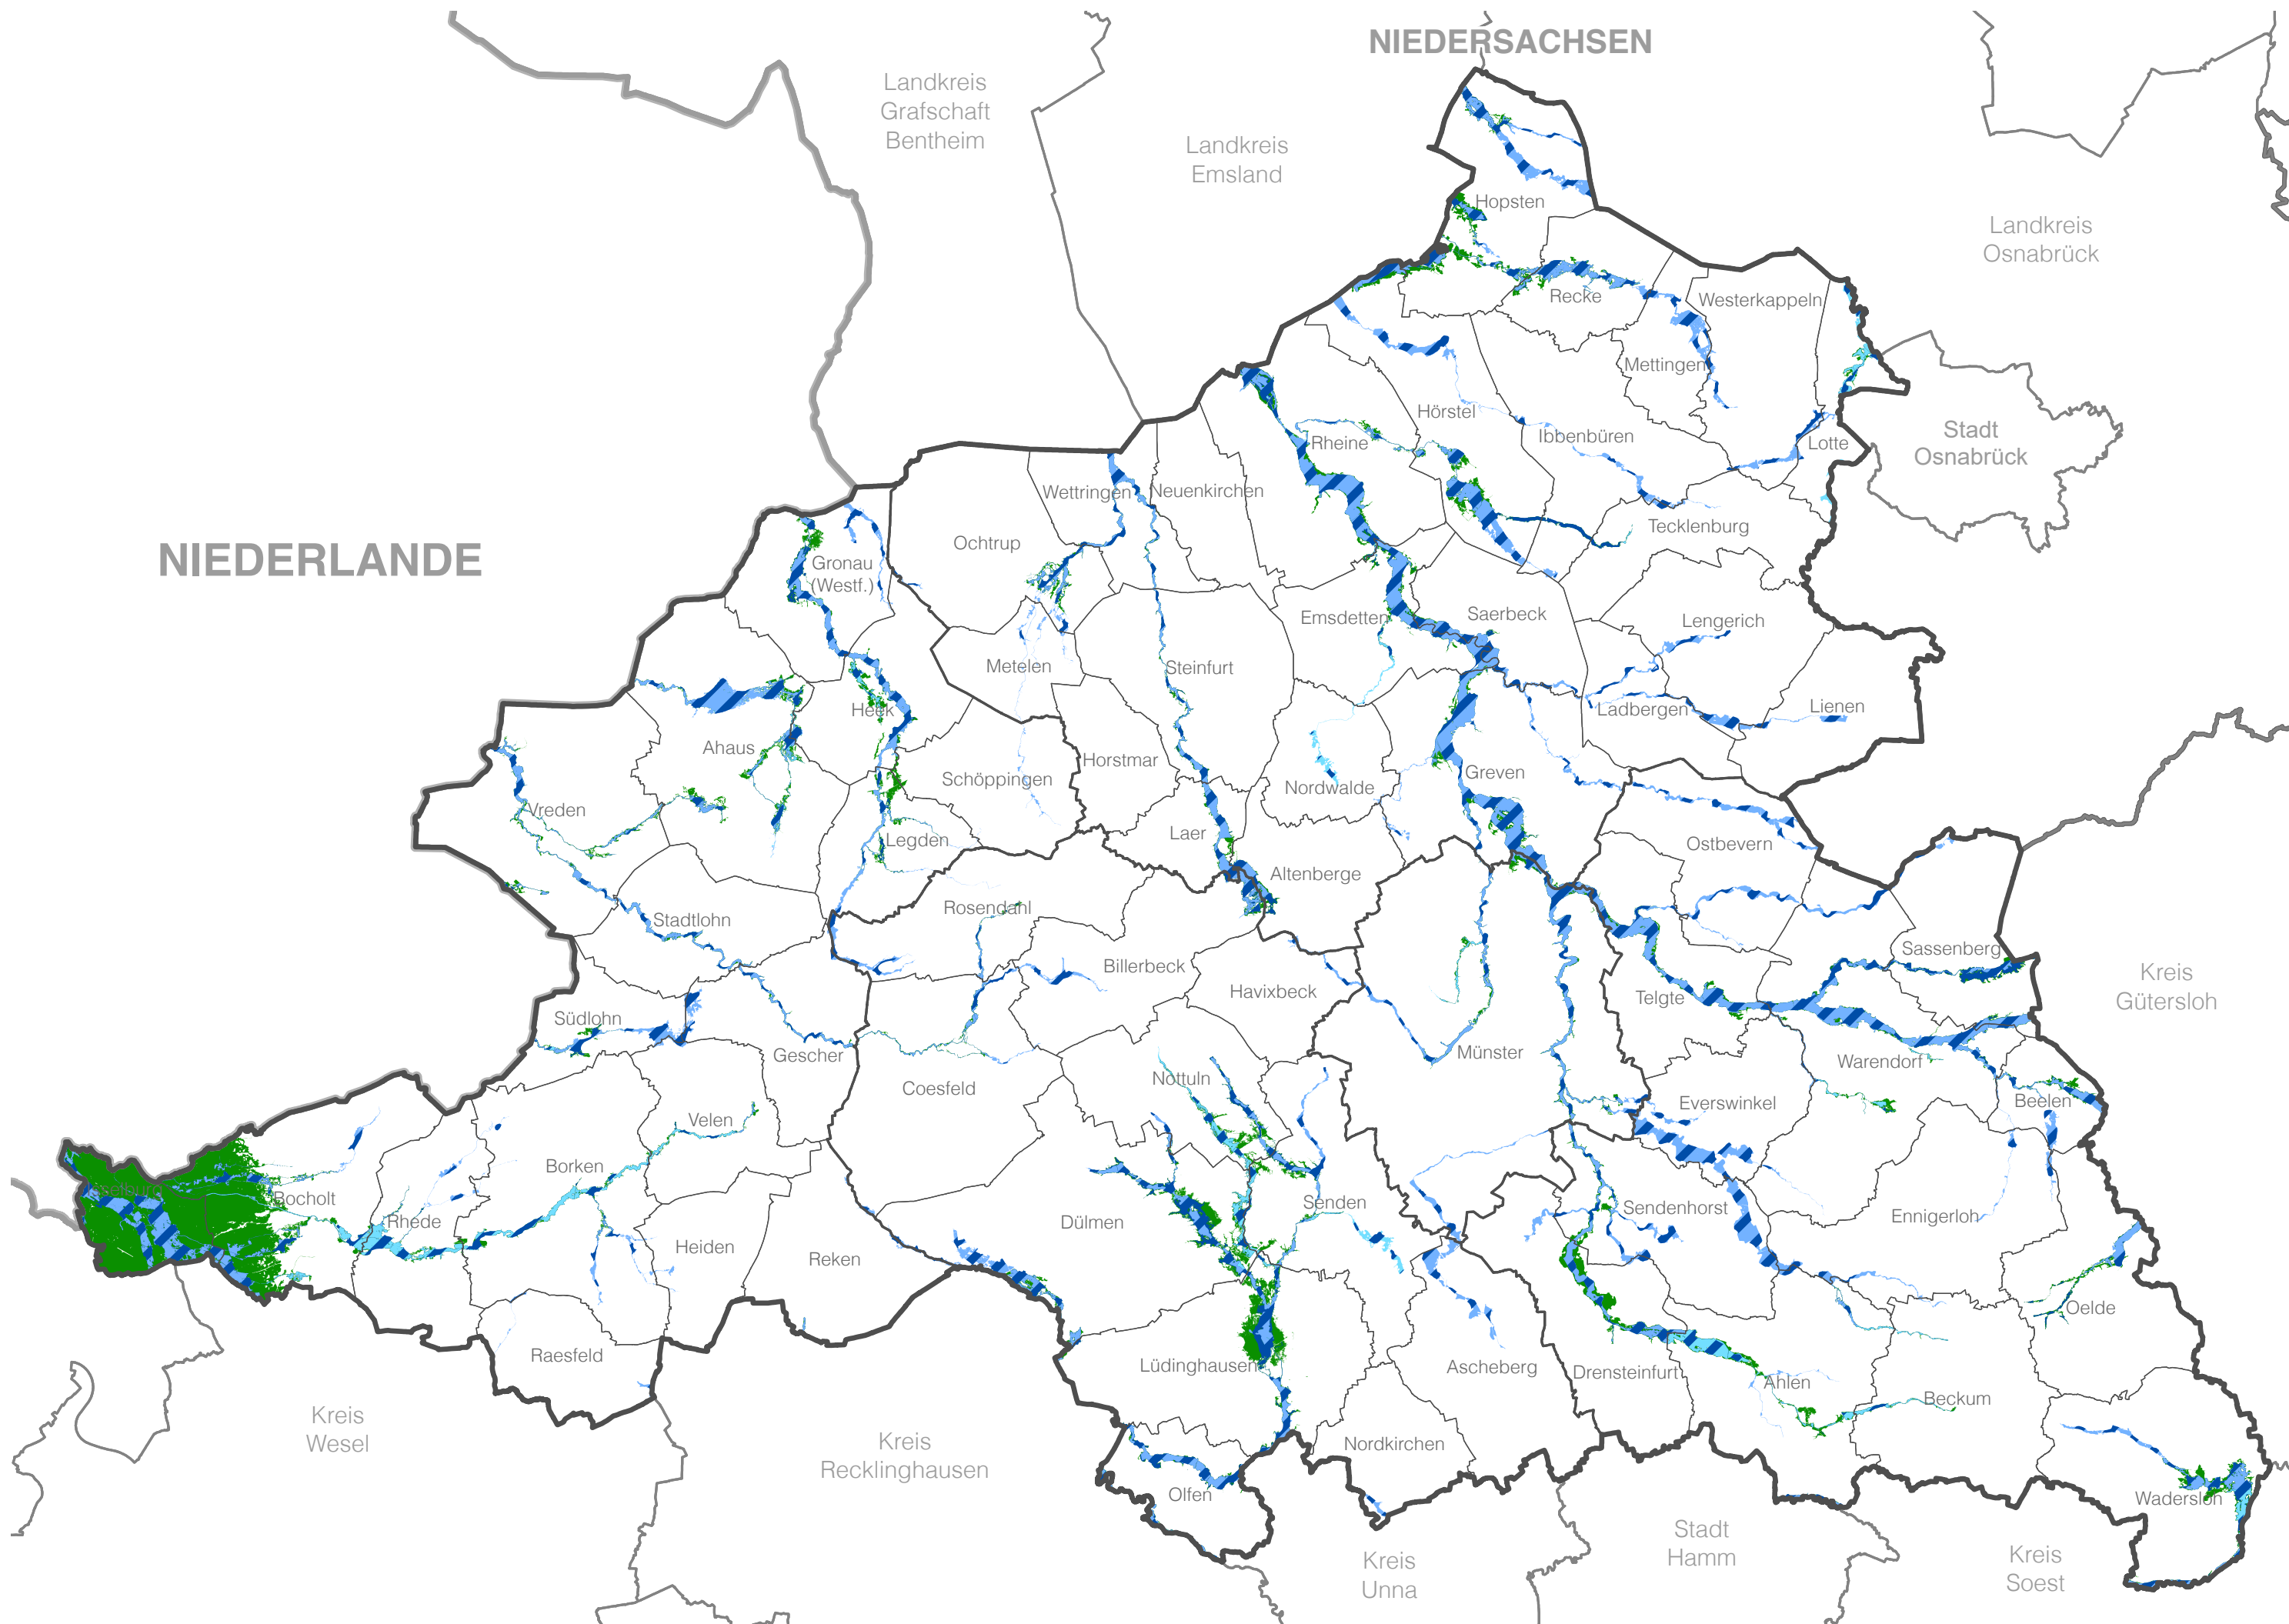 NIEDERSACHSEN
Landkreis
Grafschaft
Bentheim
Landkreis
Emsland
Hopsten
Landkreis
Osnabrück
Recke
Westerkappeln
Mettingen
Hörstel
Ibbenbüren
Rheine
Lotte
Stadt
Osnabrück
Wettringen
Neuenkirchen
Tecklenburg
Ochtrup
NIEDERLANDE
Gronau
(Westf.)
Emsdetten
Saerbeck
Lengerich
Metelen
Steinfurt
Heek
Ladbergen
Lienen
Ahaus
Horstmar
Schöppingen
Greven
Nordwalde
Vreden
Laer
Legden
Ostbevern
Altenberge
Rosendahl
Stadtlohn
Sassenberg
Billerbeck
Havixbeck
Telgte
Kreis
Gütersloh
Südlohn
Gescher
Münster
Warendorf
Nottuln
Coesfeld
Everswinkel
Beelen
Velen
Borken
Bocholt
Rhede
Dülmen
Senden
Sendenhorst
Ennigerloh
Heiden
Reken
Oelde
Raesfeld
Lüdinghausen
Ascheberg
Drensteinfurt
Ahlen
Beckum
Kreis
Wesel
Kreis
Recklinghausen
Nordkirchen
Olfen
Wadersloh
Stadt
Hamm
Kreis
Unna
Kreis
Soest